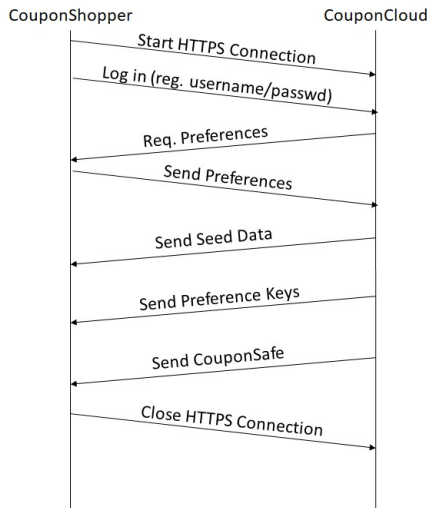 CouponShopper
CouponCloud
Start HTTPS Connection
Log in (reg. username/passwd)
Req. Preferences
Send Preferences
Send Seed Data
Send Preference Keys
Send CouponSafe
Close HTTPS Connection